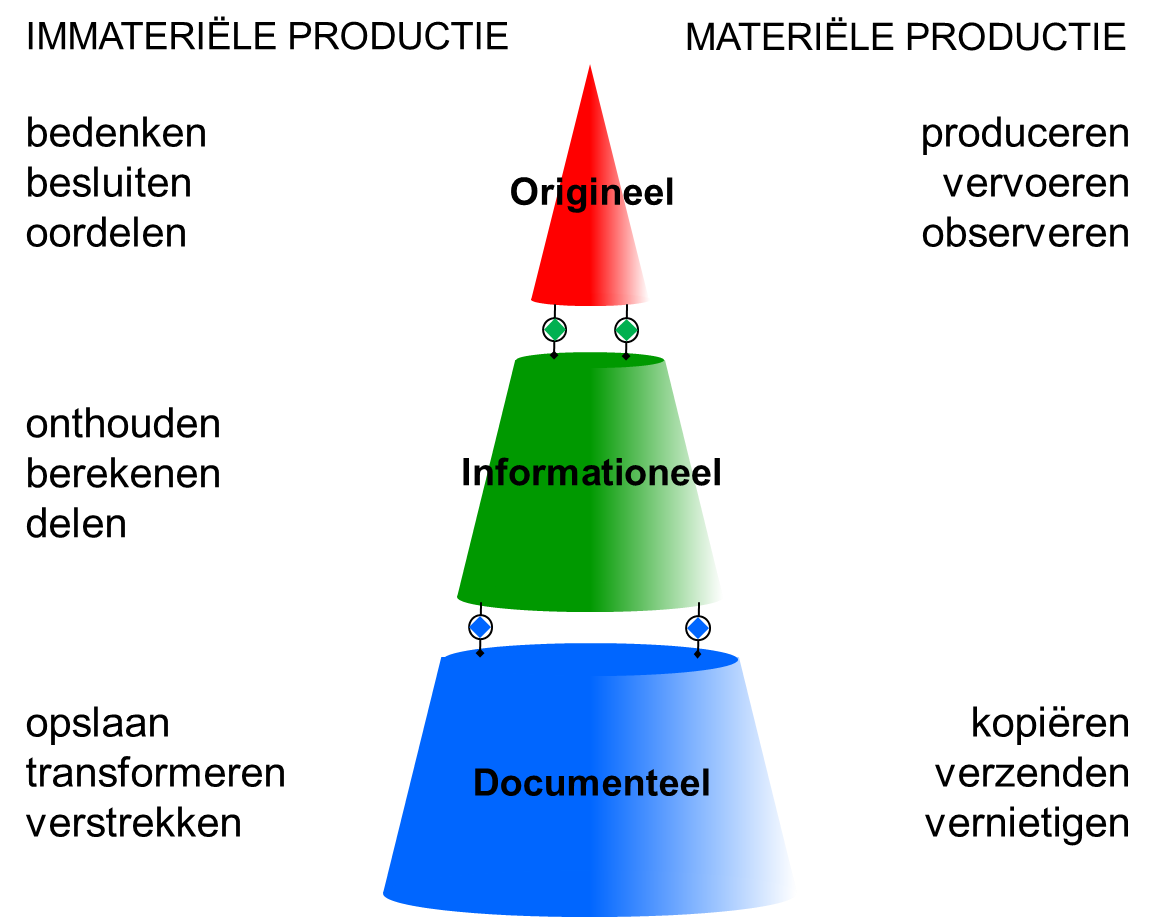 IMMATERIËLE PRODUCTIE
MATERIËLE PRODUCTIE
bedenken
besluiten
oordelen
Origineel
produceren
vervoeren
observeren
onthouden
berekenen
delen
Informationeel
opslaan
transformeren
verstrekken
Documenteel
kopiëren
verzenden
vernietigen